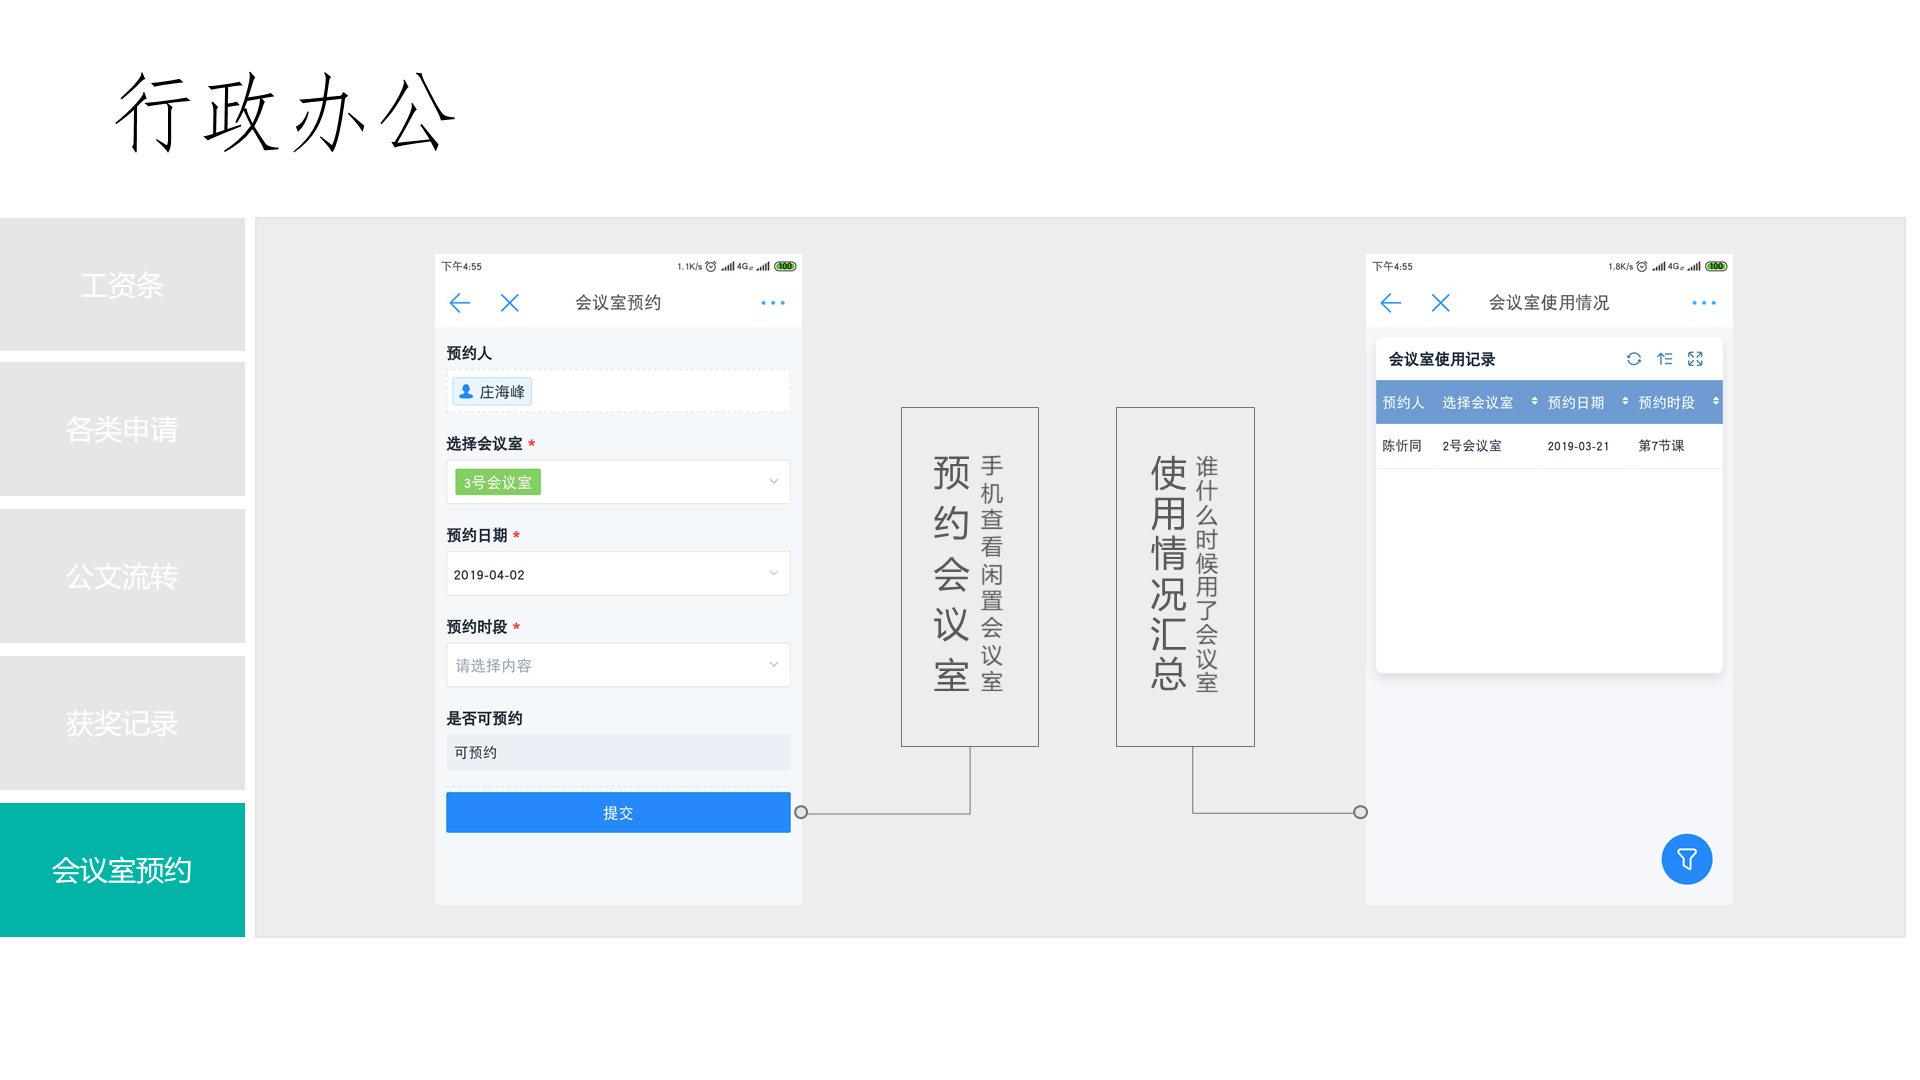 行政办公
工资条
各类申请
公文流转
获奖记录
会议室预约
下午4:55
1.1K/s 4G 100
会议室预约
预约人
庄海峰
选择会议室 *
3号会议室
预约日期 *
2019-04-02
预约时段 *
请选择内容
是否可预约
可预约
提交
预约会议室
手机查看闲置会议室
使用情况汇总
谁什么时候用了会议室
下午4:55
1.8K/s 4G 100
会议室使用情况
会议室使用记录
预约人 选择会议室 预约日期 预约时段
陈忻同 2号会议室 2019-03-21 第7节课